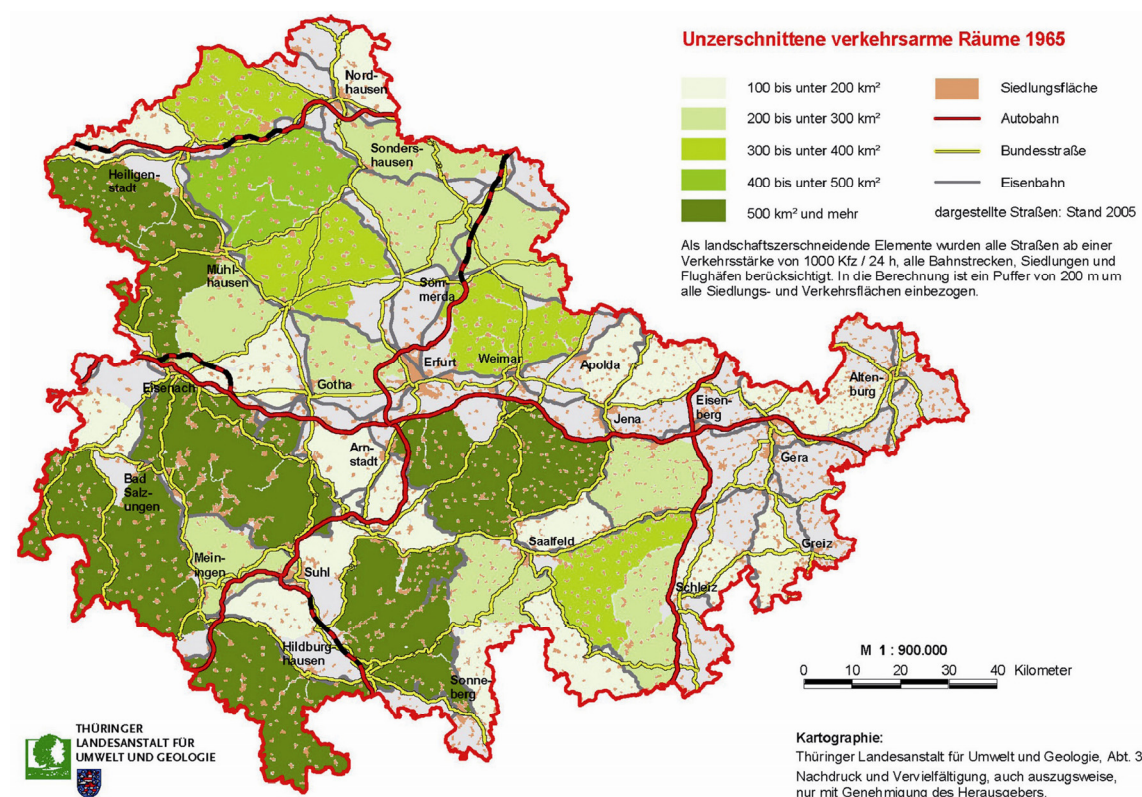 Unzerschnittene verkehrsarme Räume 1965
100 bis unter 200 km²
200 bis unter 300 km²
300 bis unter 400 km²
400 bis unter 500 km²
500 km² und mehr
Siedlungsfläche
Autobahn
Bundesstraße
Eisenbahn
dargestellte Straßen: Stand 2005
Als landschaftszerschneidende Elemente wurden alle Straßen ab einer
Verkehrsstärke von 1000 Kfz / 24 h, alle Bahnstrecken, Siedlungen und
Flughäfen berücksichtigt. In die Berechnung ist ein Puffer von 200 m um
alle Siedlungs- und Verkehrsflächen einbezogen.
Nord-
hausen
Sonders-
hausen
Heiligen-
stadt
Mühl-
hausen
Söm-
merda
Erfurt
Weimar
Apolda
Alten-
burg
Eisenach
Gotha
Jena
Eisen-
berg
Gera
Arn-
stadt
Bad
Salz-
ungen
Saalfeld
Greiz
Mei-
ningen
Suhl
Schleiz
Hildburg-
hausen
Sonne-
berg
M 1 : 900.000
0 10 20 30 40 Kilometer
THÜRINGER
LANDESANSTALT FÜR
UMWELT UND GEOLOGIE
Kartographie:
Thüringer Landesanstalt für Umwelt und Geologie, Abt. 3
Nachdruck und Vervielfältigung, auch auszugsweise,
nur mit Genehmigung des Herausgebers.